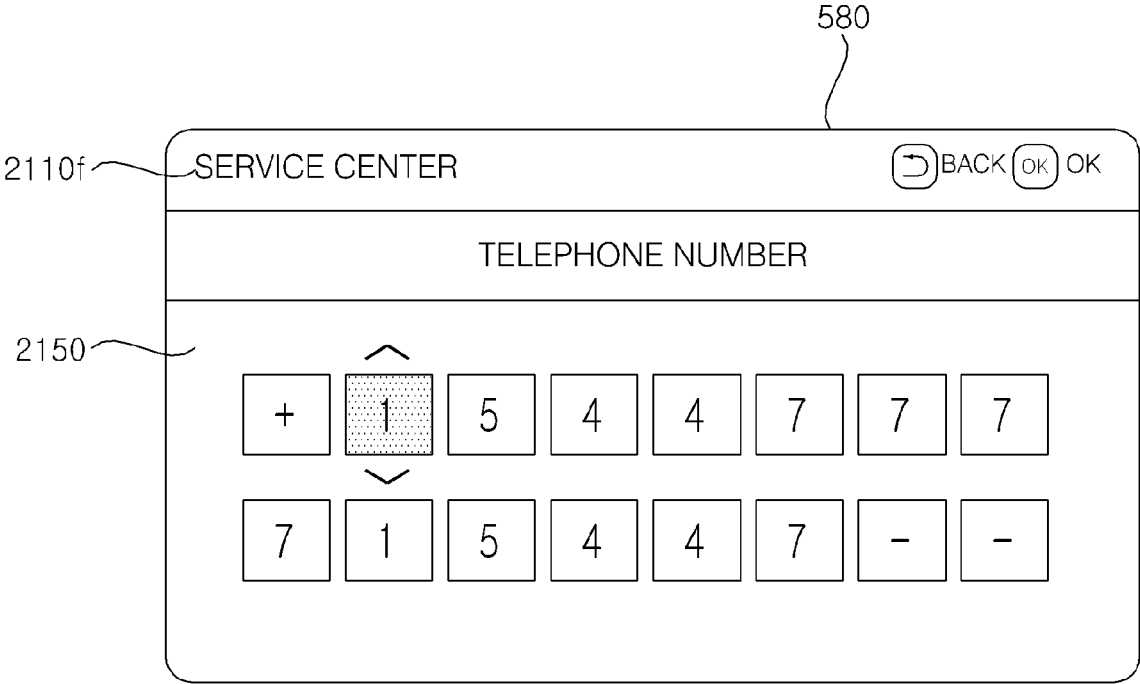 580
2110f
SERVICE CENTER BACK OK OK
TELEPHONE NUMBER
2150
+ 1 5 4 4 7 7 7
7 1 5 4 4 7 - -